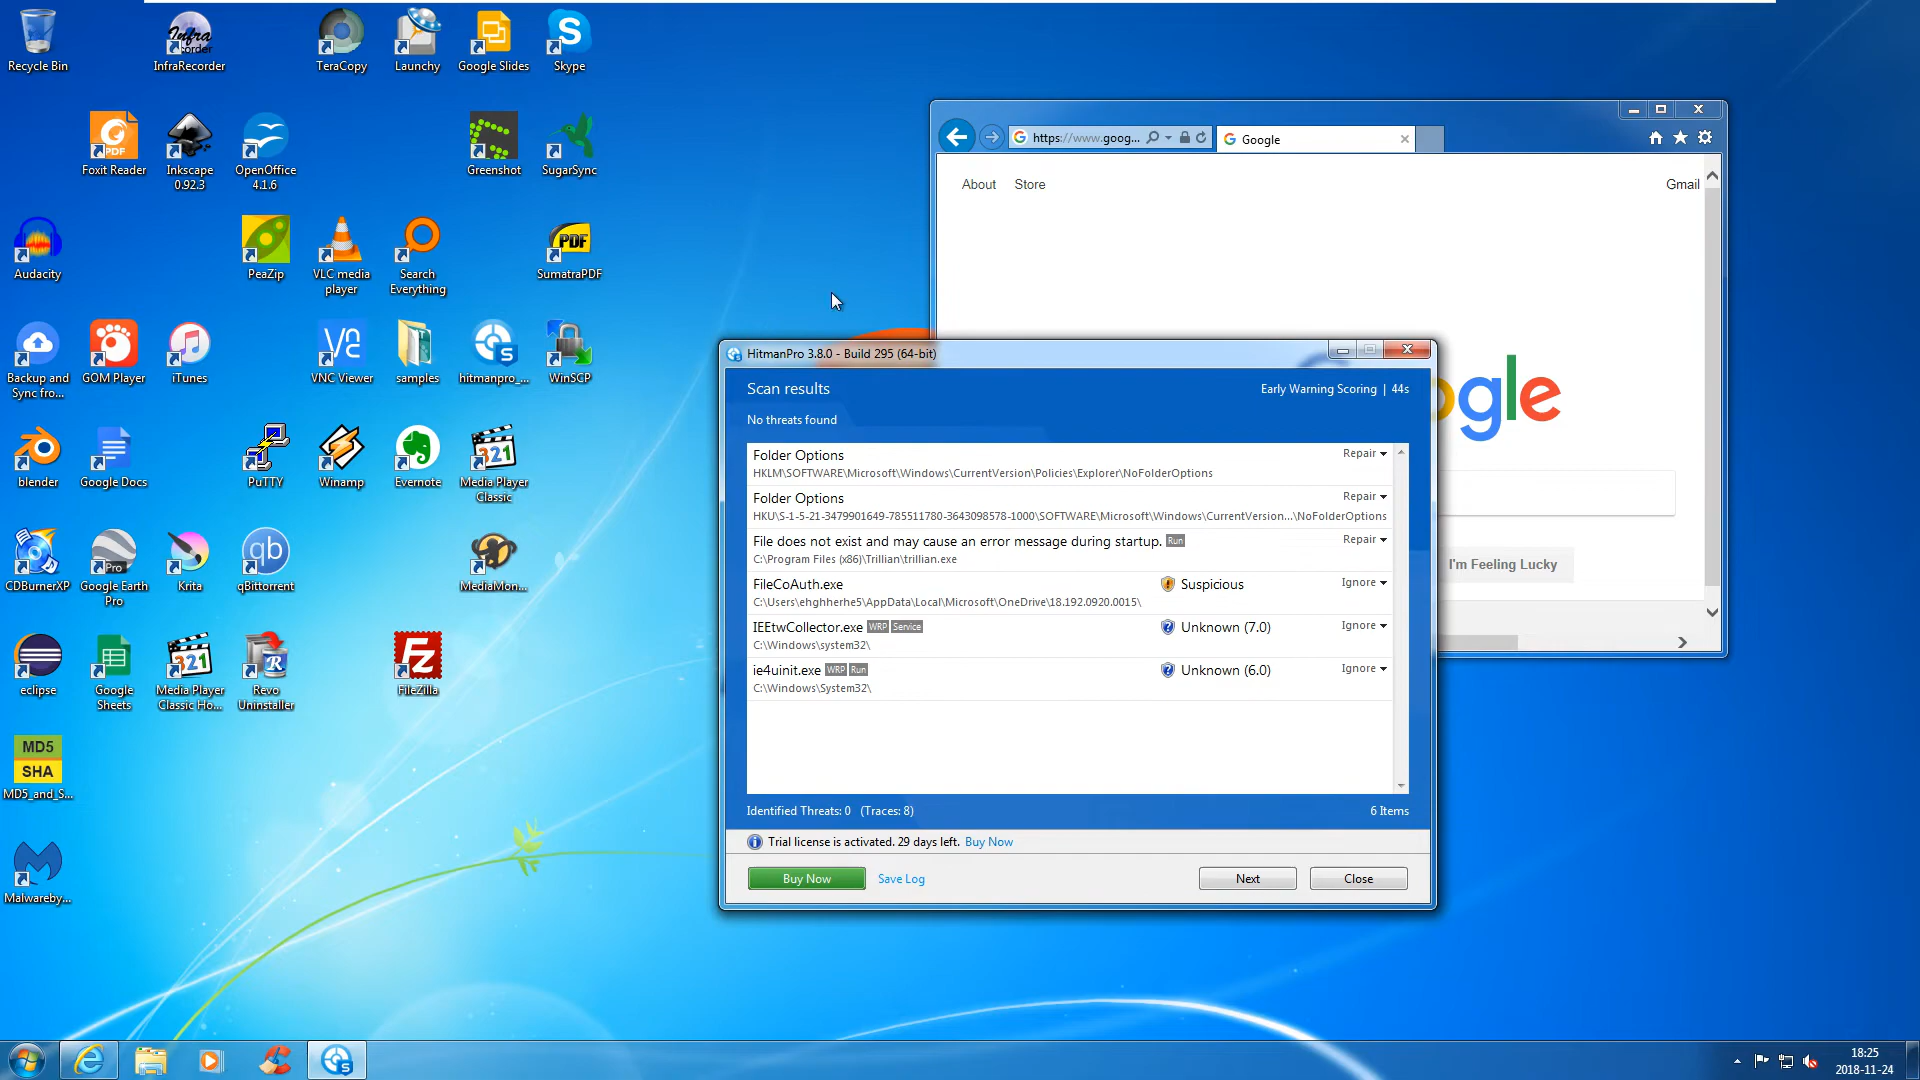 Recycle Bin
InfraRecorder
TeraCopy
Launchy
Google Slides
Skype
Foxit Reader
Inkscape
0.92.3
OpenOffice
4.1.6
Greenshot
SugarSync
Audacity
PeaZip
VLC media
player
Search
Everything
SumatraPDF
Backup and
Sync fro...
GOM Player
iTunes
VNC Viewer
samples
hitmanpro_...
WinSCP
blender
Google Docs
PuTTY
Winamp
Evernote
Media Player
Classic
CDBurnerXP
Google Earth
Pro
Krita
qBittorrent
MediaMon...
eclipse
Google
Sheets
Media Player
Classic Ho...
Revo
Uninstaller
FileZilla
MD5
SHA
MD5_and_S...
Malwareby...
https://www.goog...
Google
About
Store
Gmail
ogle
I'm Feeling Lucky
HitmanPro 3.8.0 - Build 295 (64-bit)
Scan results
Early Warning Scoring | 44s
No threats found
Folder Options
Repair
HKLM\SOFTWARE\Microsoft\Windows\CurrentVersion\Policies\Explorer\NoFolderOptions
Folder Options
Repair
HKU\S-1-5-21-3479901649-785511780-3643098578-1000\SOFTWARE\Microsoft\Windows\CurrentVersion...\NoFolderOptions
File does not exist and may cause an error message during startup. Run
Repair
C:\Program Files (x86)\Trillian\trillian.exe
FileCoAuth.exe
Suspicious
Ignore
C:\Users\ehghherhe5\AppData\Local\Microsoft\OneDrive\18.192.0920.0015\
IEEtwCollector.exe WRP Service
Unknown (7.0)
Ignore
C:\Windows\system32\
ie4uinit.exe WRP Run
Unknown (6.0)
Ignore
C:\Windows\System32\
Identified Threats: 0 (Traces: 8)
6 Items
Trial license is activated. 29 days left. Buy Now
Buy Now
Save Log
Next
Close
18:25
2018-11-24